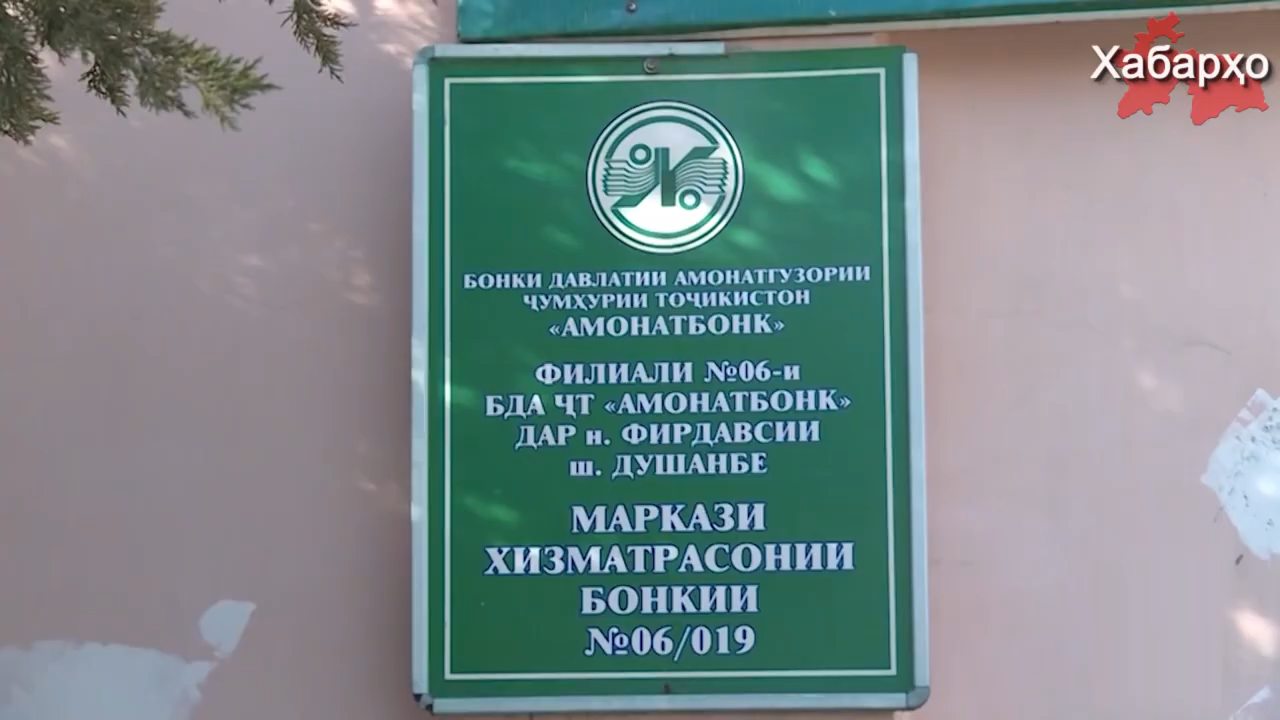 Хабарҳо
БОНКИ ДАВЛАТИИ АМОНАТГУЗОРИИ
ҶУМҲУРИИ ТОҶИКИСТОН
«АМОНАТБОНК»
ФИЛИАЛИ №06-и
БДА ҶТ «АМОНАТБОНК»
ДАР н. ФИРДАВСИИ
ш. ДУШАНБЕ
МАРКАЗИ
ХИЗМАТРАСОНИИ
БОНКИИ
№06/019